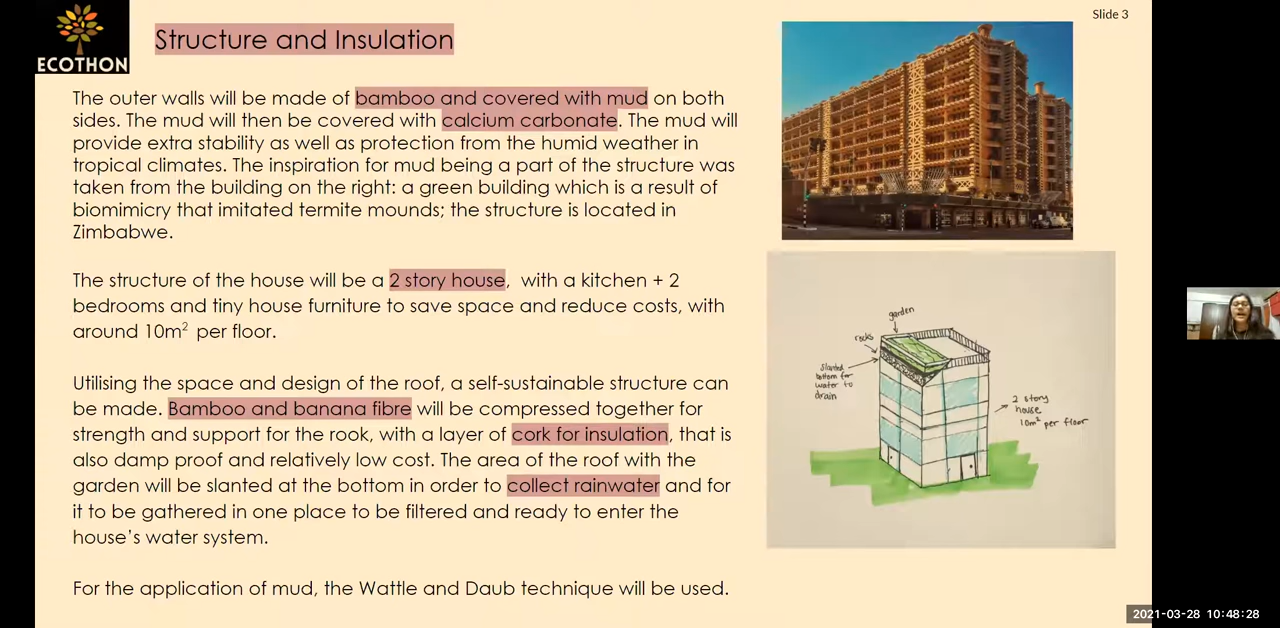 Slide 3
ECOTHON
Structure and Insulation
The outer walls will be made of bamboo and covered with mud on both
sides. The mud will then be covered with calcium carbonate. The mud will
provide extra stability as well as protection from the humid weather in
tropical climates. The inspiration for mud being a part of the structure was
taken from the building on the right: a green building which is a result of
biomimicry that imitated termite mounds; the structure is located in
Zimbabwe.
The structure of the house will be a 2 story house, with a kitchen + 2
bedrooms and tiny house furniture to save space and reduce costs, with
around 10m² per floor.
Utilising the space and design of the roof, a self-sustainable structure can
be made. Bamboo and banana fibre will be compressed together for
strength and support for the rook, with a layer of cork for insulation, that is
also damp proof and relatively low cost. The area of the roof with the
garden will be slanted at the bottom in order to collect rainwater and for
it to be gathered in one place to be filtered and ready to enter the
house's water system.
For the application of mud, the Wattle and Daub technique will be used.
garden
rocks
Slanted
bottom for
water to
drain
2 story
house
10m² per floor
2021-03-28 10:48:28